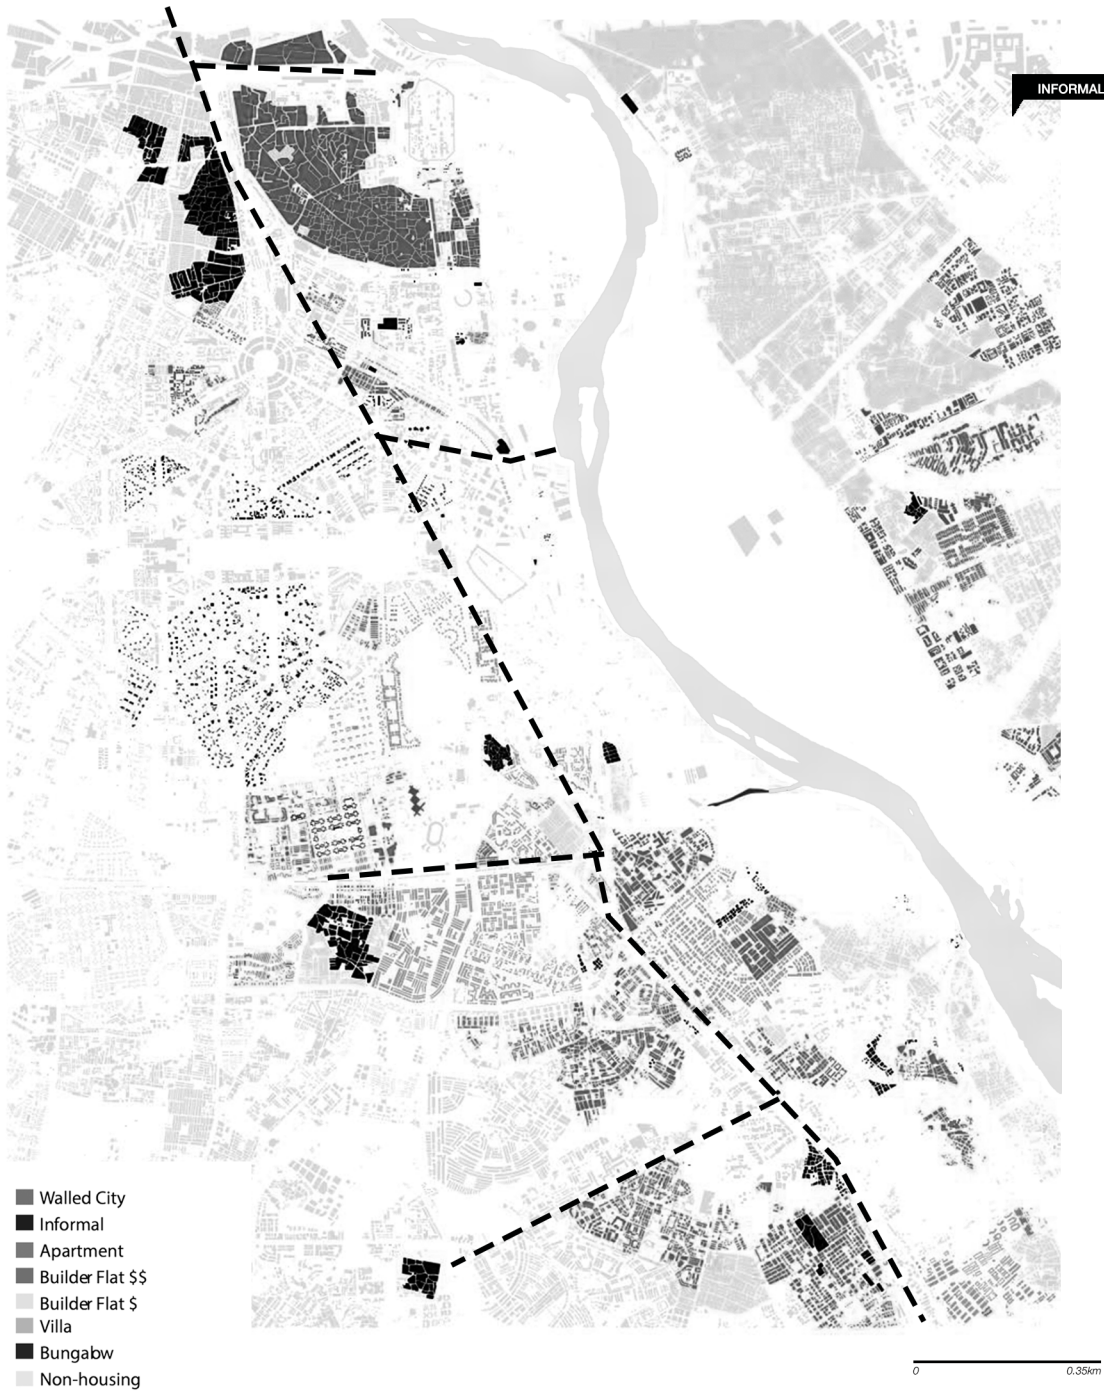 INFORMAL
Walled City
Informal
Apartment
Builder Flat $$
Builder Flat $
Villa
Bungabw
Non-housing
0 0.35km